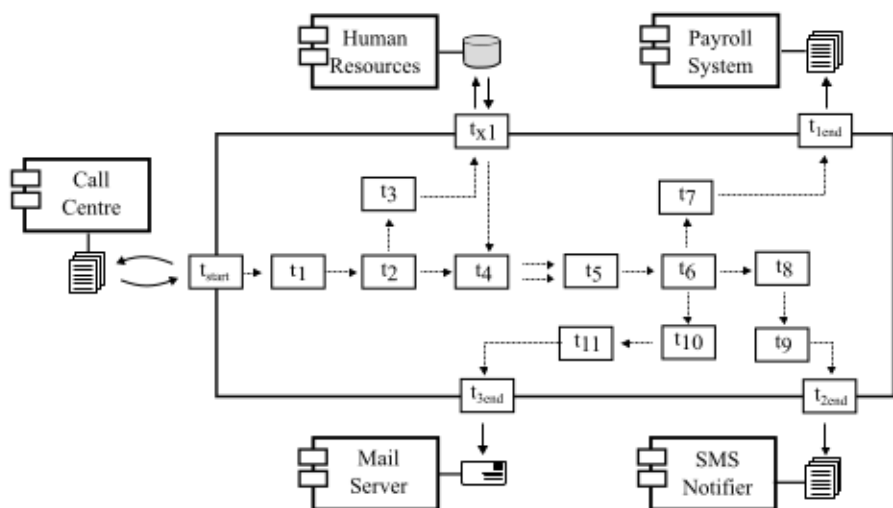 Human
Resources
Payroll
System
tx1
t1end
Call
Centre
t3
t7
tstart
t1
t2
t4
t5
t6
t8
t11
t10
t9
t3end
t2end
Mail
Server
SMS
Notifier